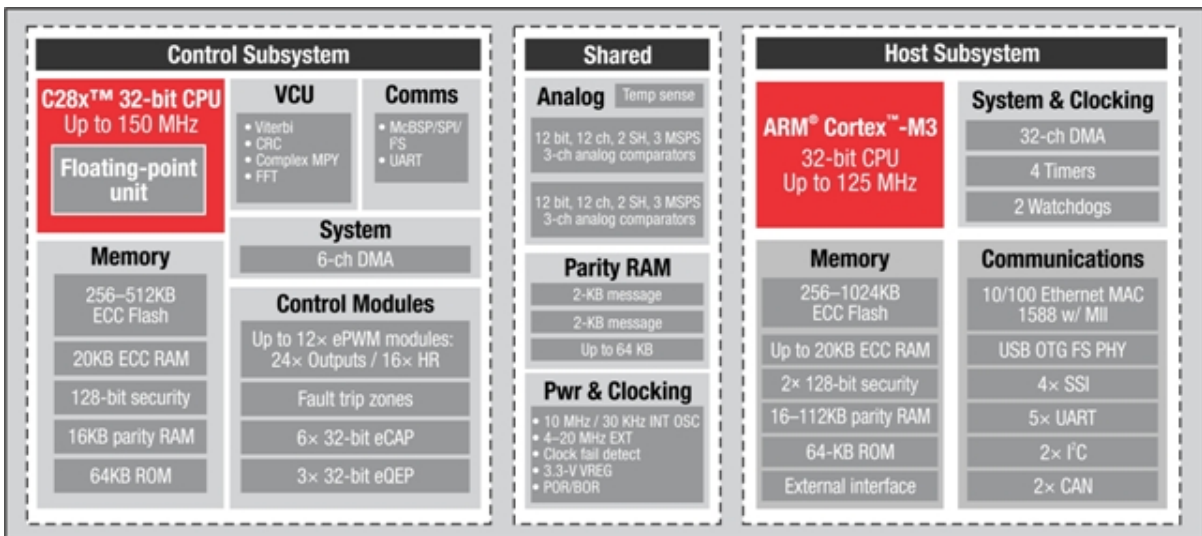 Control Subsystem
C28x™ 32-bit CPU
Up to 150 MHz
Floating-point
unit
VCU
• Viterbi
• CRC
• Complex MPY
• FFT
Comms
• McBSP/SPI/
I²S
• UART
System
6-ch DMA
Memory
256–512KB
ECC Flash
20KB ECC RAM
128-bit security
16KB parity RAM
64KB ROM
Control Modules
Up to 12× ePWM modules:
24× Outputs / 16× HR
Fault trip zones
6× 32-bit eCAP
3× 32-bit eQEP
Shared
Analog
Temp sense
12 bit, 12 ch, 2 SH, 3 MSPS
3-ch analog comparators
12 bit, 12 ch, 2 SH, 3 MSPS
3-ch analog comparators
Parity RAM
2-KB message
2-KB message
Up to 64 KB
Pwr & Clocking
• 10 MHz / 30 KHz INT OSC
• 4–20 MHz EXT
• Clock fail detect
• 3.3-V VREG
• POR/BOR
Host Subsystem
ARM® Cortex™-M3
32-bit CPU
Up to 125 MHz
System & Clocking
32-ch DMA
4 Timers
2 Watchdogs
Memory
256–1024KB
ECC Flash
Up to 20KB ECC RAM
2× 128-bit security
16–112KB parity RAM
64-KB ROM
External interface
Communications
10/100 Ethernet MAC
1588 w/ MII
USB OTG FS PHY
4× SSI
5× UART
2× I²C
2× CAN